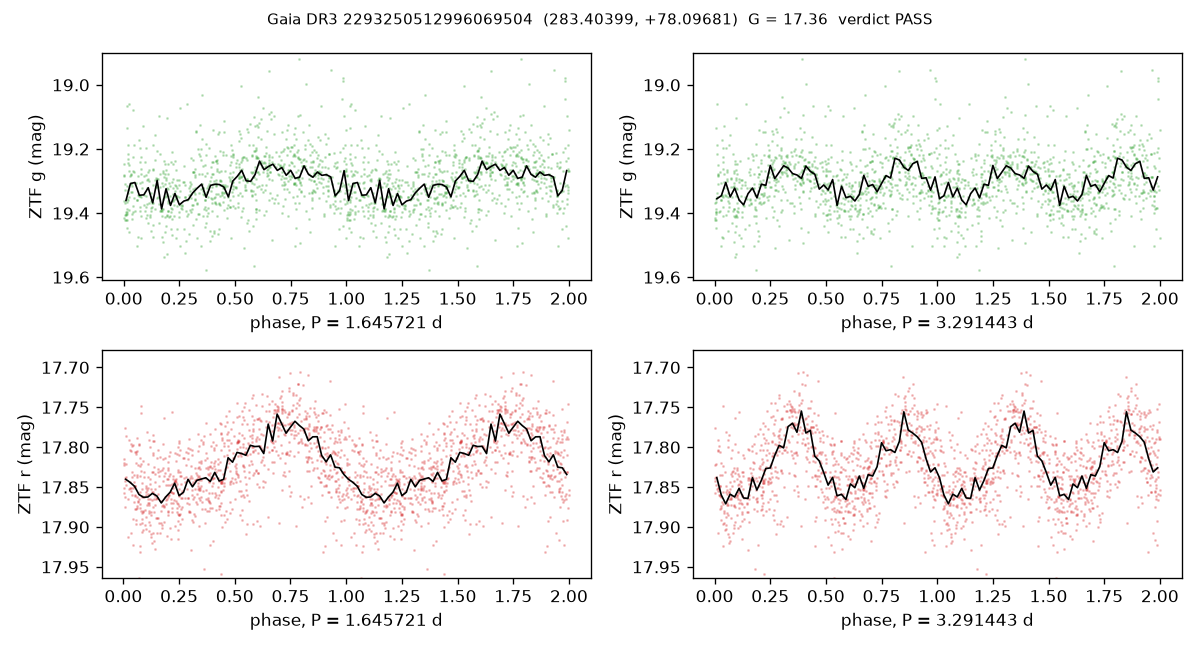 Gaia DR3 2293250512996069504 (283.40399, +78.09681) G = 17.36 verdict PASS
ZTF g (mag)
19.0
19.2
19.4
19.6
0.00 0.25 0.50 0.75 1.00 1.25 1.50 1.75 2.00
phase, P = 1.645721 d
ZTF g (mag)
19.0
19.2
19.4
19.6
0.00 0.25 0.50 0.75 1.00 1.25 1.50 1.75 2.00
phase, P = 3.291443 d
ZTF r (mag)
17.70
17.75
17.80
17.85
17.90
17.95
0.00 0.25 0.50 0.75 1.00 1.25 1.50 1.75 2.00
phase, P = 1.645721 d
ZTF r (mag)
17.70
17.75
17.80
17.85
17.90
17.95
0.00 0.25 0.50 0.75 1.00 1.25 1.50 1.75 2.00
phase, P = 3.291443 d